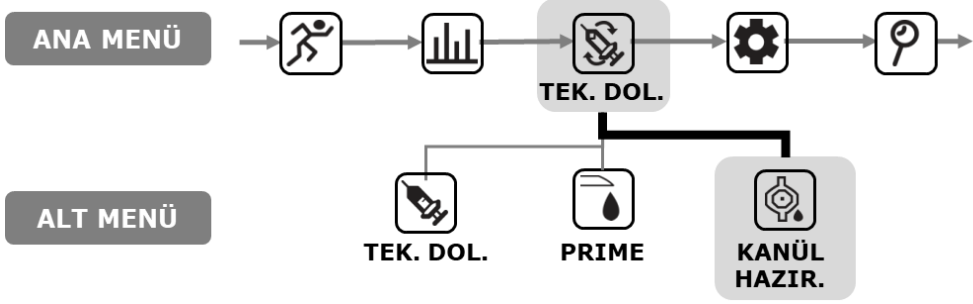 ANA MENÜ
TEK. DOL.
ALT MENÜ
TEK. DOL.
PRIME
KANÜL
HAZIR.